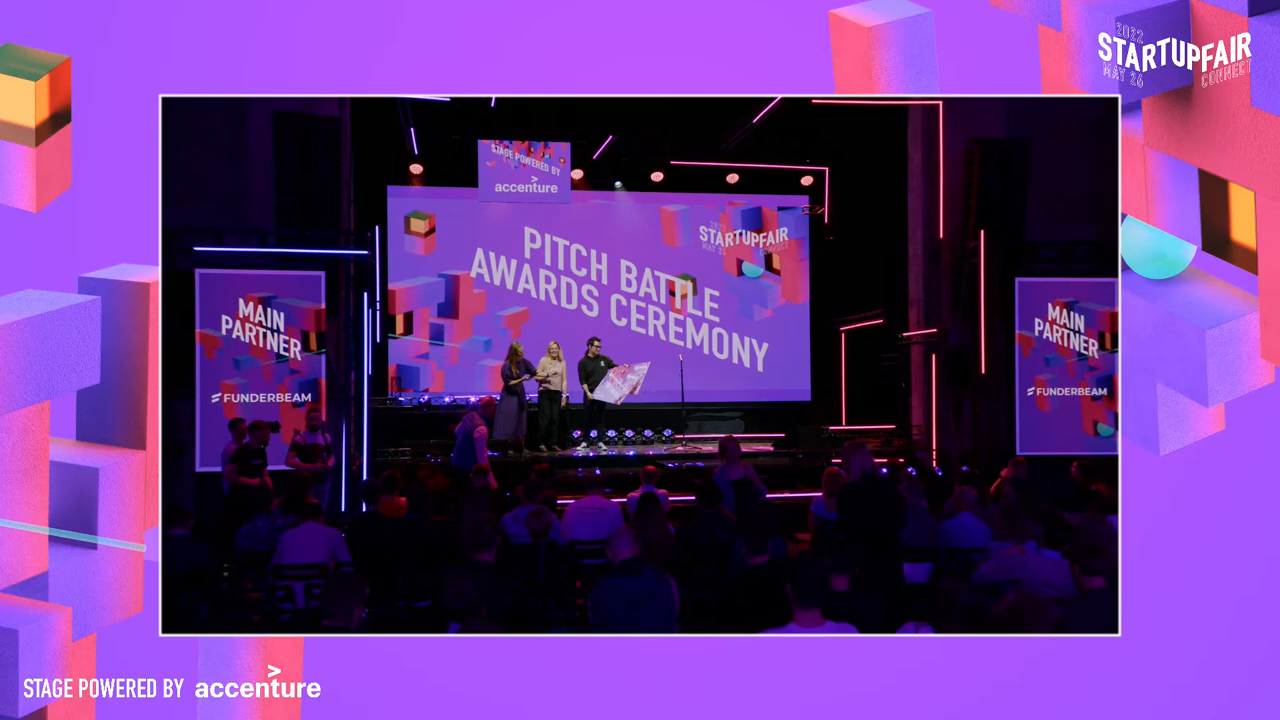 2022
STARTUPFAIR
MAY 26
CONNECT
STAGE POWERED BY
accenture
STARTUPFAIR
PITCH BATTLE
AWARDS CEREMONY
MAIN
PARTNER
FUNDERBEAM
MAIN
PARTNER
FUNDERBEAM
STAGE POWERED BY accenture